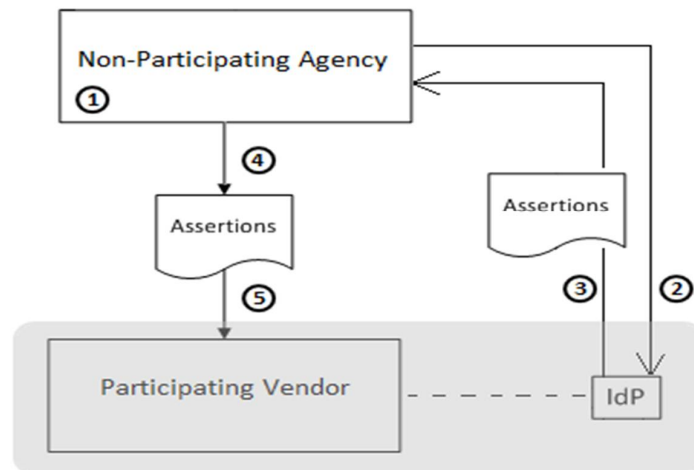 Non-Participating Agency
1
4
Assertions
Assertions
5
3
2
Participating Vendor
IdP